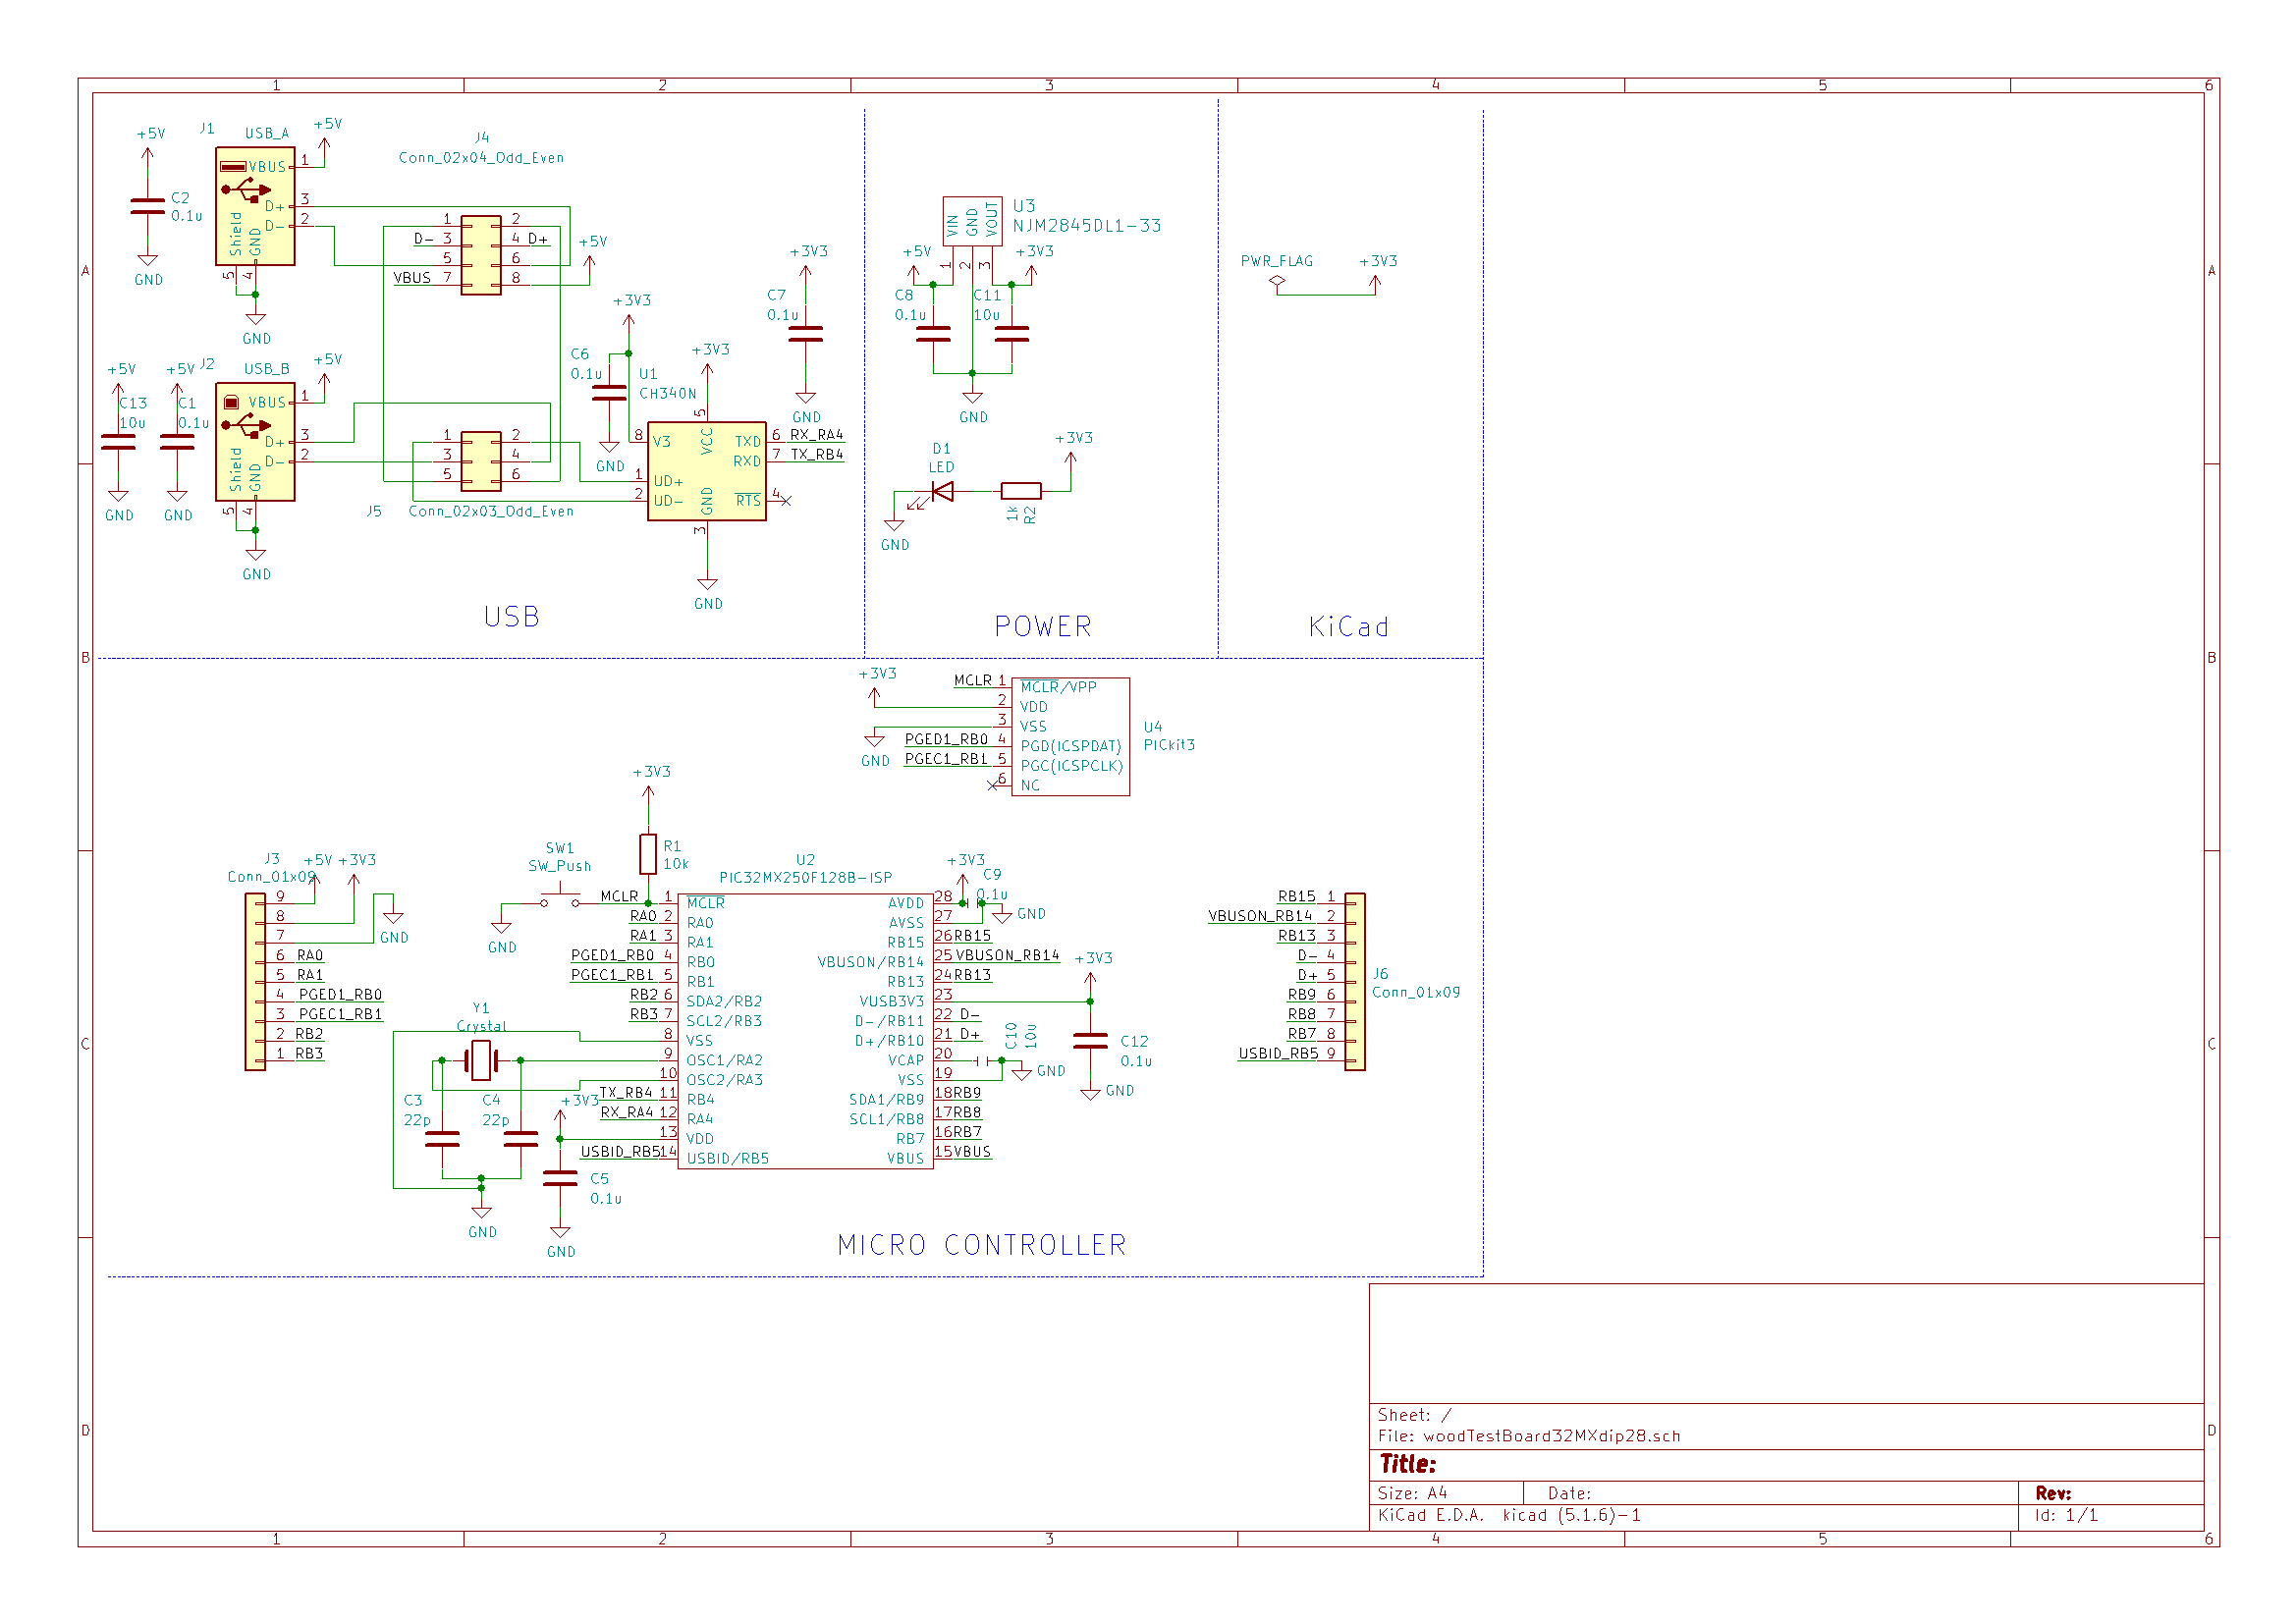 1 2 3 4 5 6
A
B
C
D
A
B
C
D
1 2 3 4 5 6
+5V
C2
0.1u
GND
J1
USB_A
+5V
VBUS 1
D+ 3
D- 2
Shield
GND
5 4
GND
J4
Conn_02x04_Odd_Even
1 2
D- 3 4 D+
5 6
VBUS 7 8
+5V
+5V
C13
10u
GND
+5V
C1
0.1u
GND
J2
USB_B
+5V
VBUS 1
D+ 3
D- 2
Shield
GND
5 4
GND
1 2
3 4
5 6
J5
Conn_02x03_Odd_Even
+3V3
C6
0.1u
GND
U1
CH340N
+3V3
5
VCC
8 V3
1 UD+
2 UD-
TXD 6 RX_RA4
RXD 7 TX_RB4
RTS 4
GND
3
GND
+3V3
C7
0.1u
GND
USB
U3
NJM2845DL1-33
VIN
GND
VOUT
1 2 3
+5V
+3V3
C8
0.1u
C11
10u
GND
D1
LED
GND
1k
R2
+3V3
POWER
PWR_FLAG
+3V3
KiCad
+3V3
GND
MCLR 1 MCLR/VPP
2 VDD
3 VSS
PGED1_RB0 4 PGD(ICSPDAT)
PGEC1_RB1 5 PGC(ICSPCLK)
6 NC
U4
PICkit3
J3
Conn_01x09
+5V +3V3
9
8
7
GND
6 RA0
5 RA1
4 PGED1_RB0
3 PGEC1_RB1
2 RB2
1 RB3
+3V3
R1
10k
SW1
SW_Push
GND
U2
PIC32MX250F128B-ISP
MCLR 1 MCLR
RA0 2 RA0
RA1 3 RA1
PGED1_RB0 4 RB0
PGEC1_RB1 5 RB1
RB2 6 SDA2/RB2
RB3 7 SCL2/RB3
8 VSS
9 OSC1/RA2
10 OSC2/RA3
TX_RB4 11 RB4
RX_RA4 12 RA4
13 VDD
USBID_RB5 14 USBID/RB5
AVDD 28
AVSS 27
RB15 26 RB15
VBUSON/RB14 25 VBUSON_RB14
RB13 24 RB13
VUSB3V3 23
D-/RB11 22 D-
D+/RB10 21 D+
VCAP 20
VSS 19
SDA1/RB9 18 RB9
SCL1/RB8 17 RB8
RB7 16 RB7
VBUS 15 VBUS
Y1
Crystal
C3
22p
C4
22p
GND
+3V3
C5
0.1u
GND
+3V3
C9
0.1u
GND
C10
10u
GND
+3V3
C12
0.1u
GND
RB15 1
VBUSON_RB14 2
RB13 3
D- 4
D+ 5
RB9 6
RB8 7
RB7 8
USBID_RB5 9
J6
Conn_01x09
MICRO CONTROLLER
Sheet: /
File: woodTestBoard32MXdip28.sch
Title:
Size: A4 Date: Rev:
KiCad E.D.A. kicad (5.1.6)-1 Id: 1/1